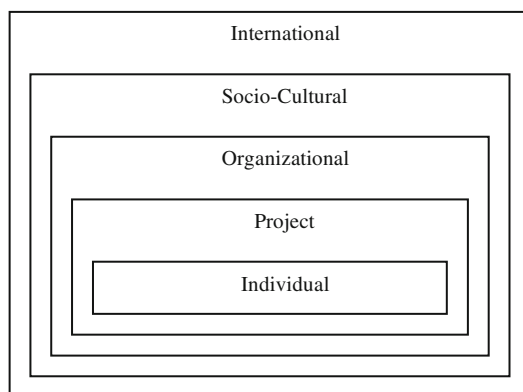 International
Socio-Cultural
Organizational
Project
Individual